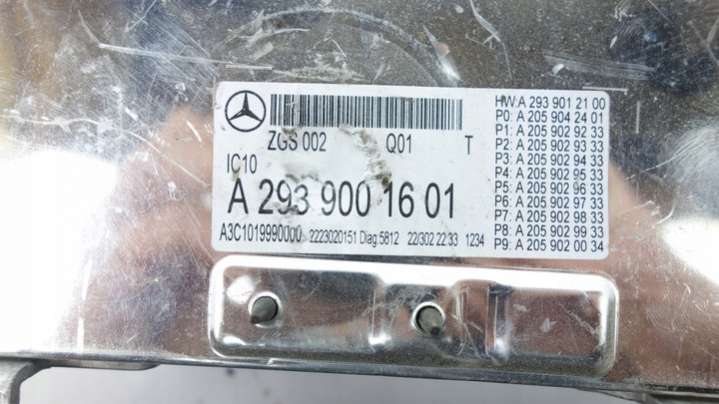 ZGS 002 Q01 T
IC10
A 293 900 16 01
A3C1019990000 2223020151 Diag:5812 22/302 22:33 1234
HW:A 293 901 21 00
P0: A 205 904 24 01
P1: A 205 902 92 33
P2: A 205 902 93 33
P3: A 205 902 94 33
P4: A 205 902 95 33
P5: A 205 902 96 33
P6: A 205 902 97 33
P7: A 205 902 98 33
P8: A 205 902 99 33
P9: A 205 902 00 34